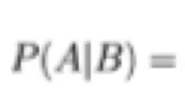 P(A|B) =